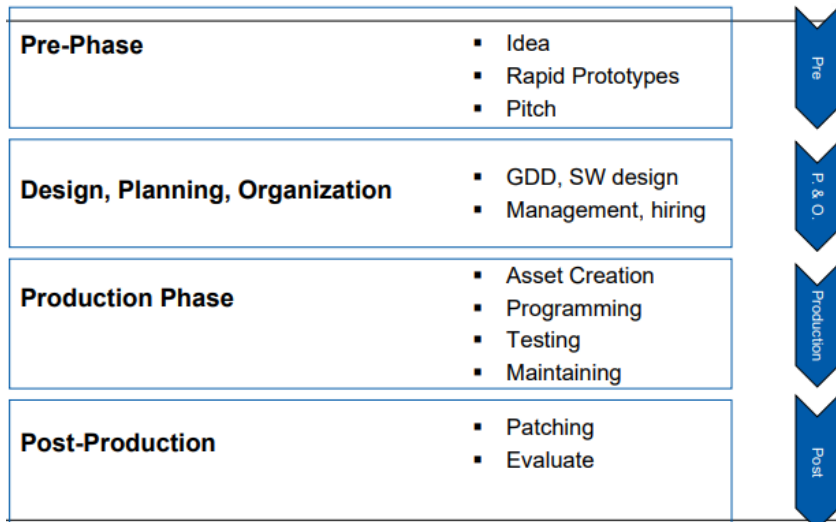 Pre-Phase
▪ Idea
▪ Rapid Prototypes
▪ Pitch
Pre
Design, Planning, Organization
▪ GDD, SW design
▪ Management, hiring
P. & O.
Production Phase
▪ Asset Creation
▪ Programming
▪ Testing
▪ Maintaining
Production
Post-Production
▪ Patching
▪ Evaluate
Post